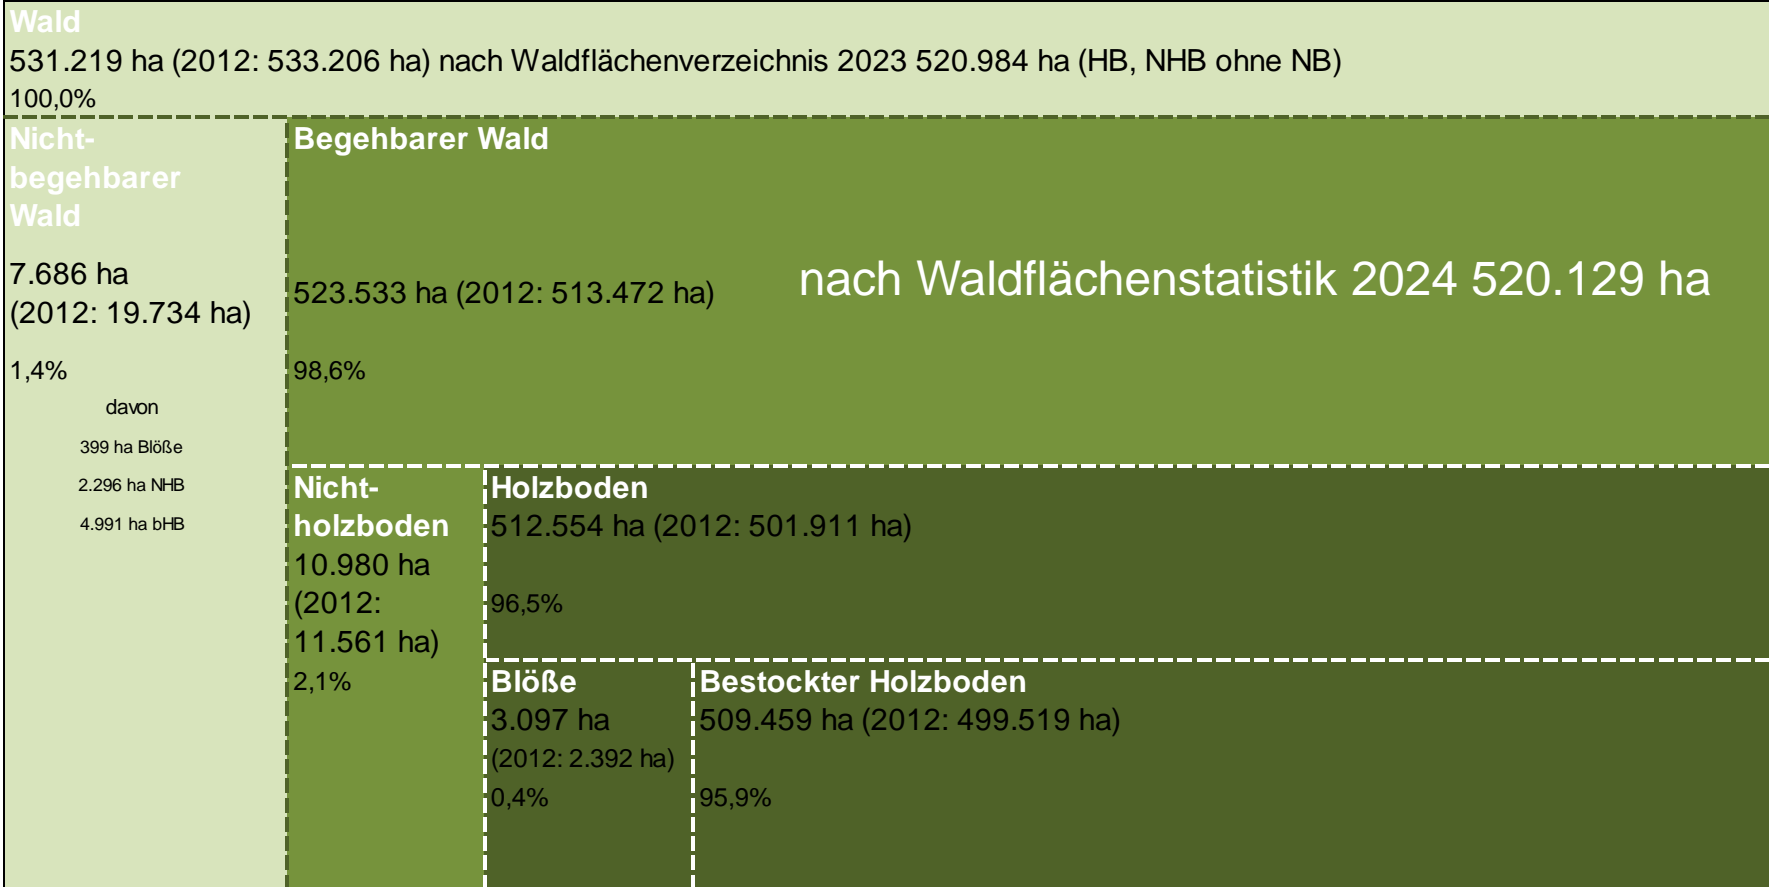 Wald
531.219 ha (2012: 533.206 ha) nach Waldflächenverzeichnis 2023 520.984 ha (HB, NHB ohne NB)
100,0%
Nicht-
begehbarer
Wald
7.686 ha
(2012: 19.734 ha)
1,4%
davon
399 ha Blöße
2.296 ha NHB
4.991 ha bHB
Begehbarer Wald
523.533 ha (2012: 513.472 ha)
nach Waldflächenstatistik 2024 520.129 ha
98,6%
Nicht-
holzboden
10.980 ha
(2012:
11.561 ha)
2,1%
Holzboden
512.554 ha (2012: 501.911 ha)
96,5%
Blöße
3.097 ha
(2012: 2.392 ha)
0,4%
Bestockter Holzboden
509.459 ha (2012: 499.519 ha)
95,9%